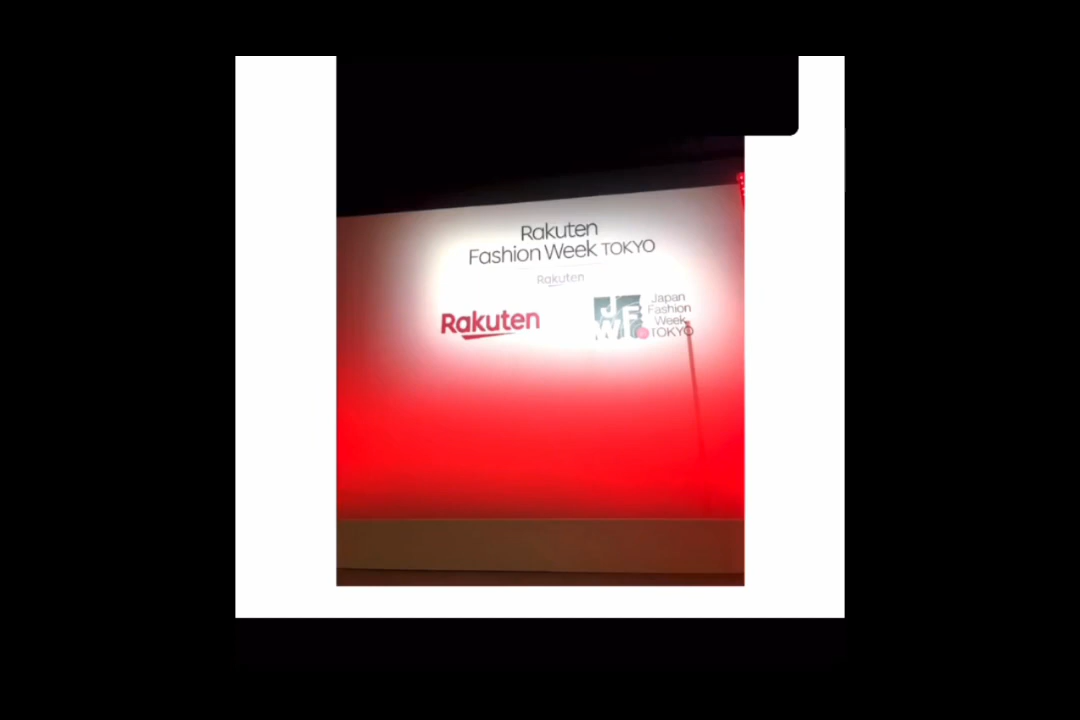 Rakuten
Fashion Week TOKYO
Rakuten
Rakuten
JFW
Japan
Fashion
Week
TOKYO